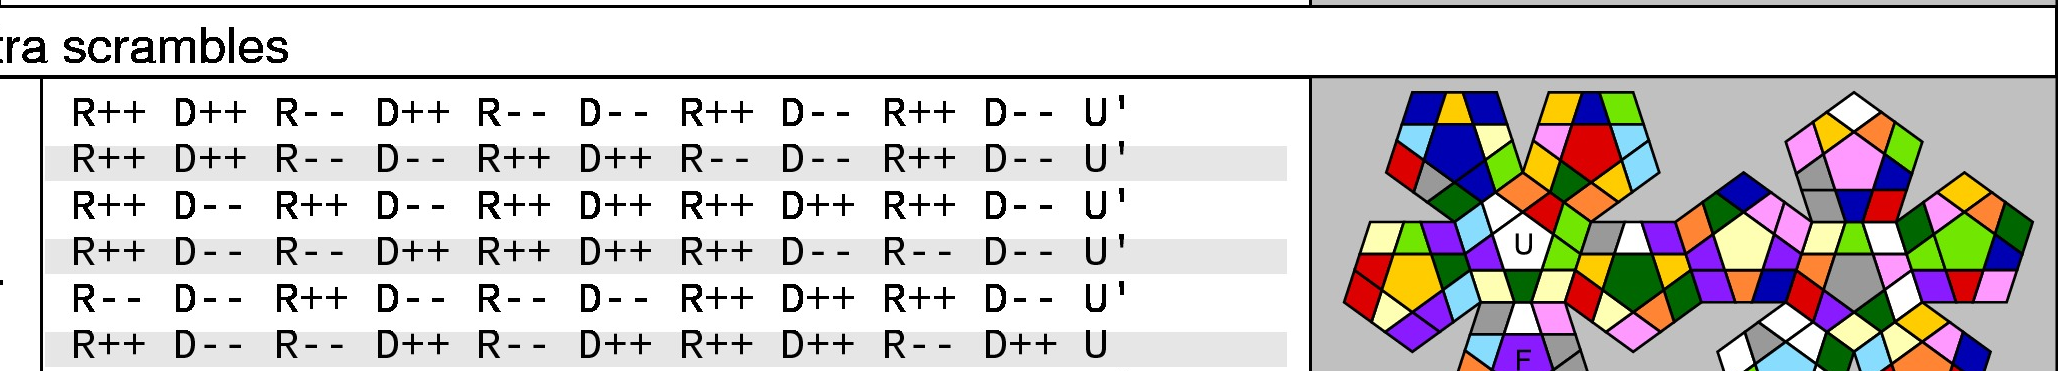 tra scrambles
R++ D++ R-- D++ R-- D-- R++ D-- R++ D-- U'
R++ D++ R-- D-- R++ D++ R-- D-- R++ D-- U'
R++ D-- R++ D-- R++ D++ R++ D++ R++ D-- U'
R++ D-- R-- D++ R++ D++ R++ D-- R-- D-- U'
R-- D-- R++ D-- R-- D-- R++ D++ R++ D-- U'
R++ D-- R-- D++ R-- D++ R++ D++ R-- D++ U
U
F